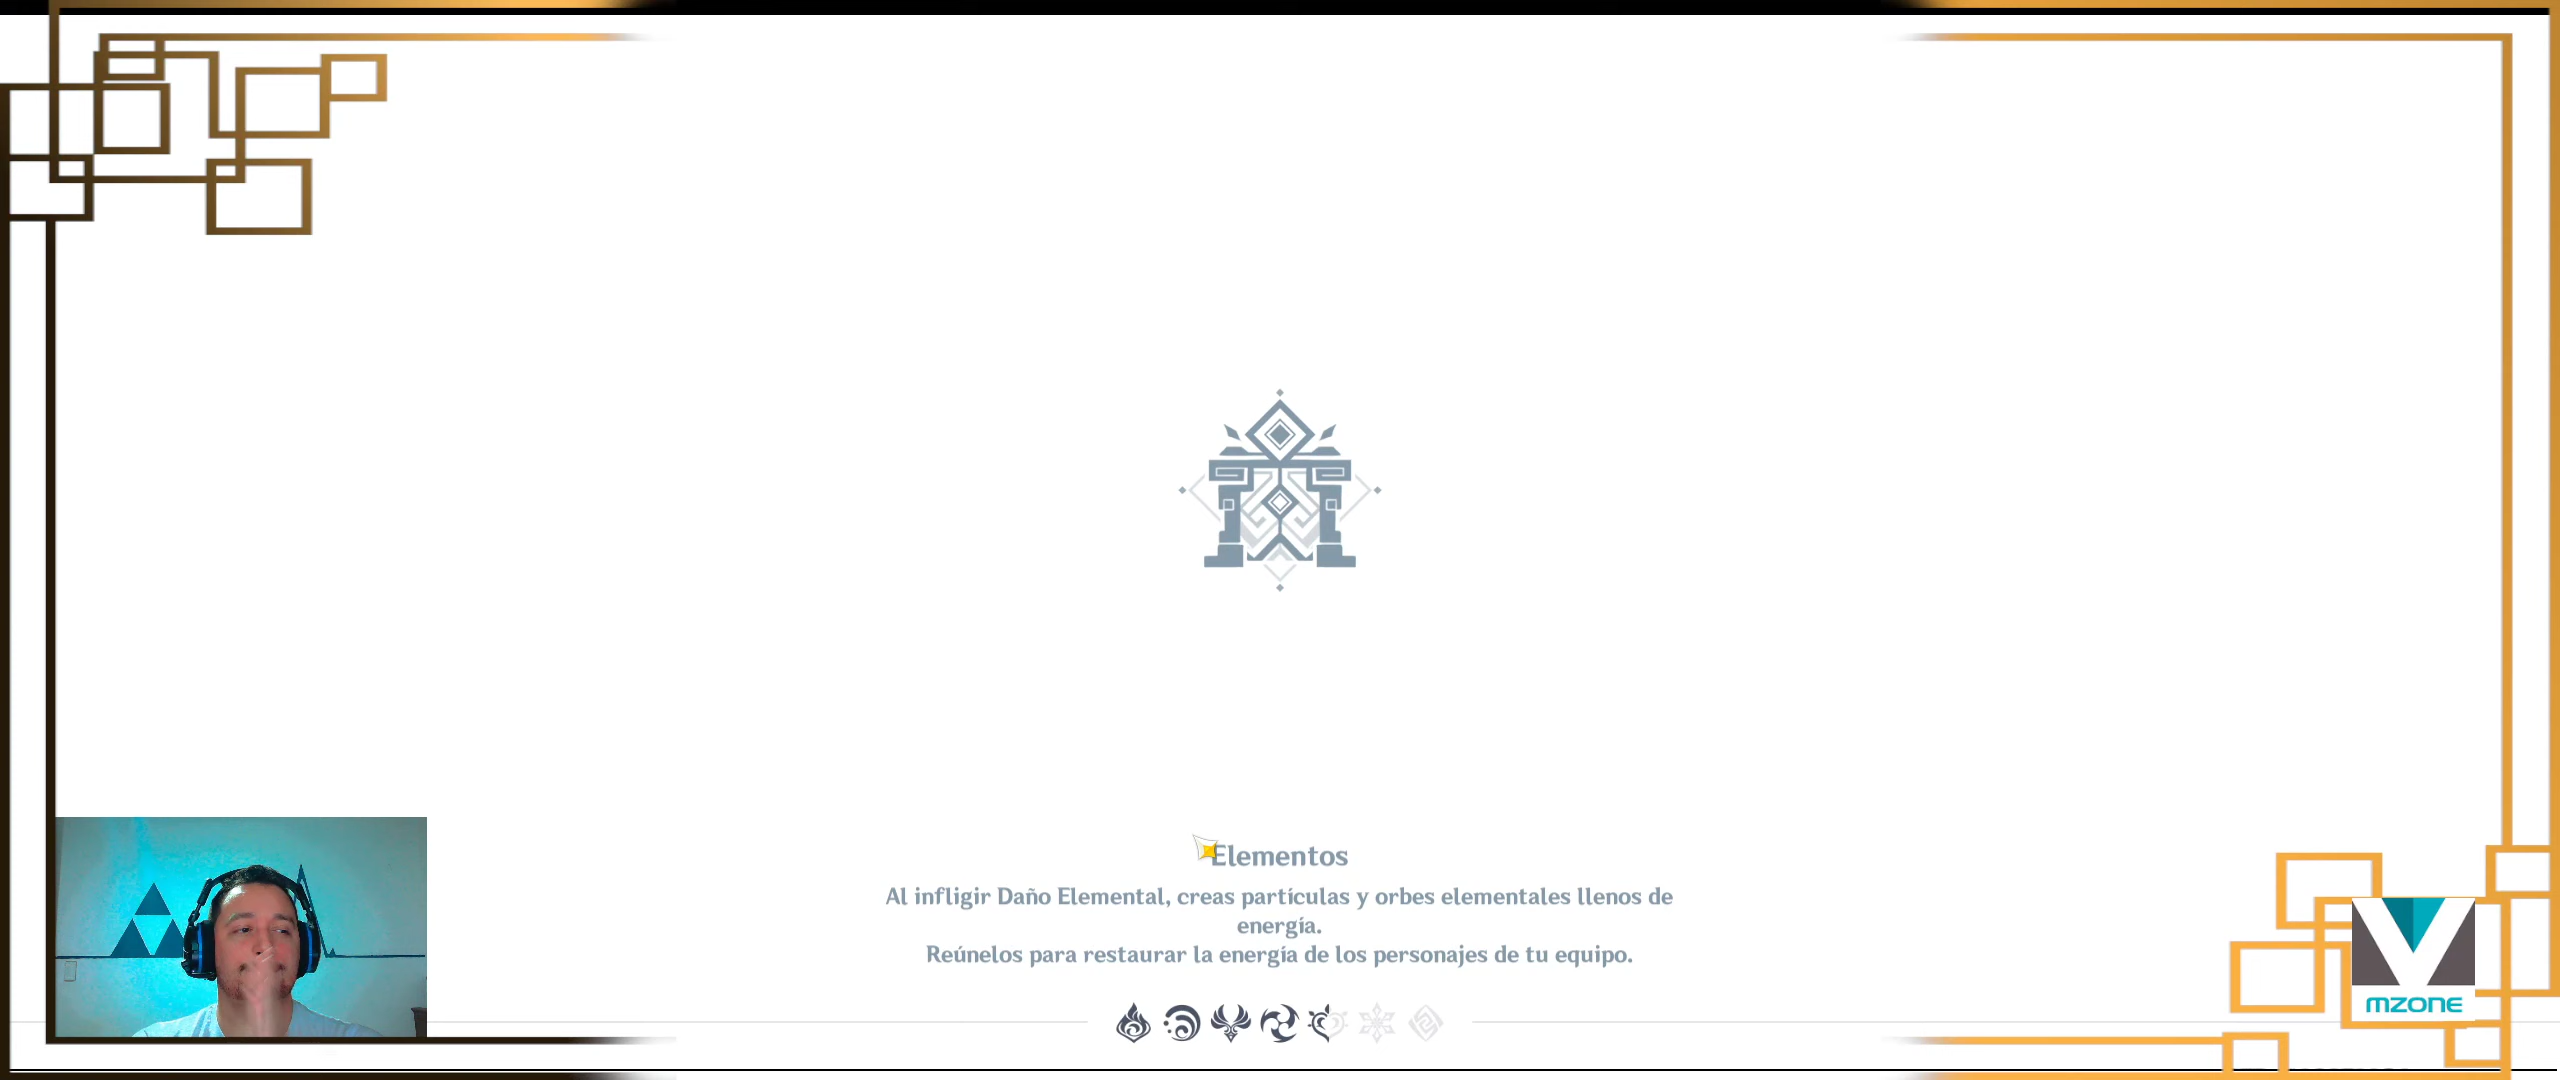 Elementos
Al infligir Daño Elemental, creas partículas y orbes elementales llenos de
energía.
Reúnelos para restaurar la energía de los personajes de tu equipo.
MZONE